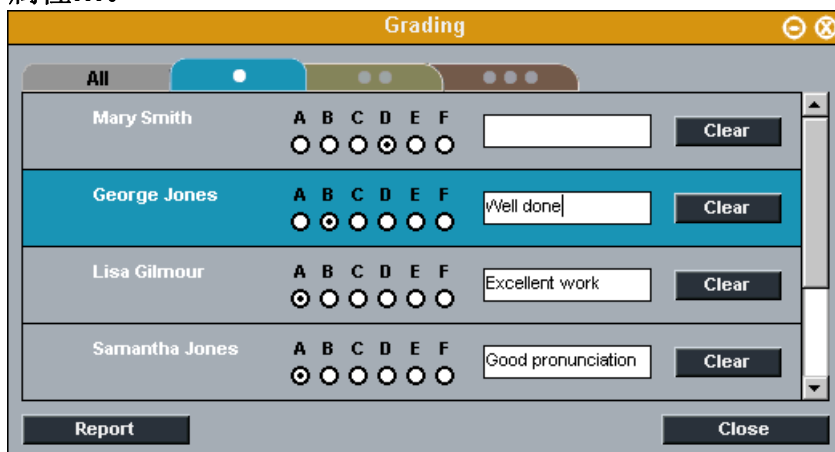 Grading
All
Mary Smith A B C D E F Clear
George Jones A B C D E F Well done Clear
Lisa Gilmour A B C D E F Excellent work Clear
Samantha Jones A B C D E F Good pronunciation Clear
Report Close